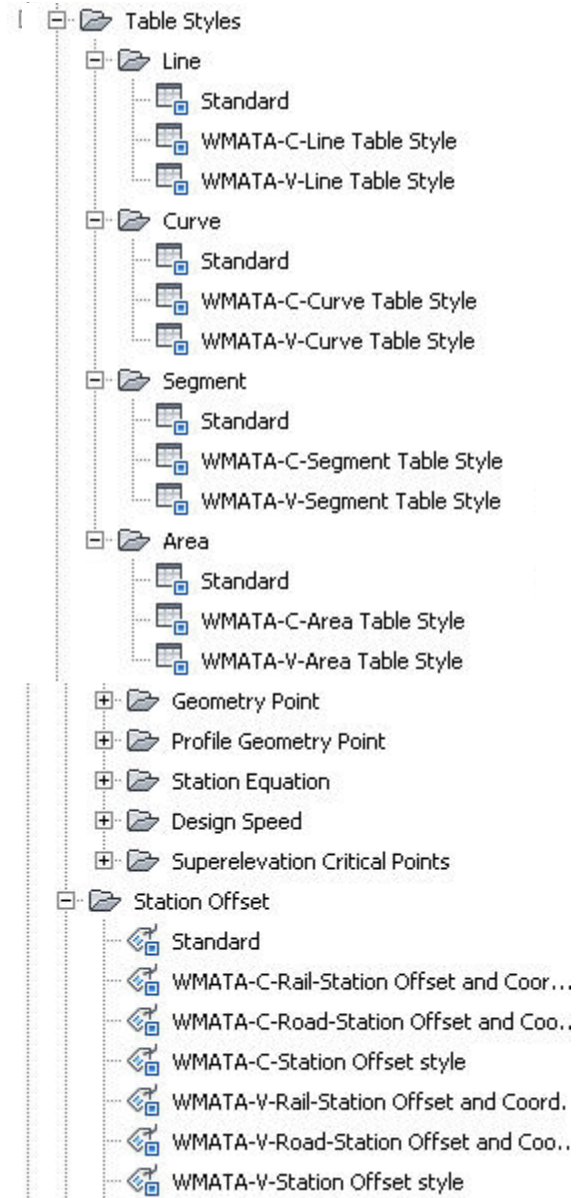 Table Styles
Line
Standard
WMATA-C-Line Table Style
WMATA-V-Line Table Style
Curve
Standard
WMATA-C-Curve Table Style
WMATA-V-Curve Table Style
Segment
Standard
WMATA-C-Segment Table Style
WMATA-V-Segment Table Style
Area
Standard
WMATA-C-Area Table Style
WMATA-V-Area Table Style
Geometry Point
Profile Geometry Point
Station Equation
Design Speed
Superelevation Critical Points
Station Offset
Standard
WMATA-C-Rail-Station Offset and Coor...
WMATA-C-Road-Station Offset and Coo..
WMATA-C-Station Offset style
WMATA-V-Rail-Station Offset and Coord.
WMATA-V-Road-Station Offset and Coo...
WMATA-V-Station Offset style